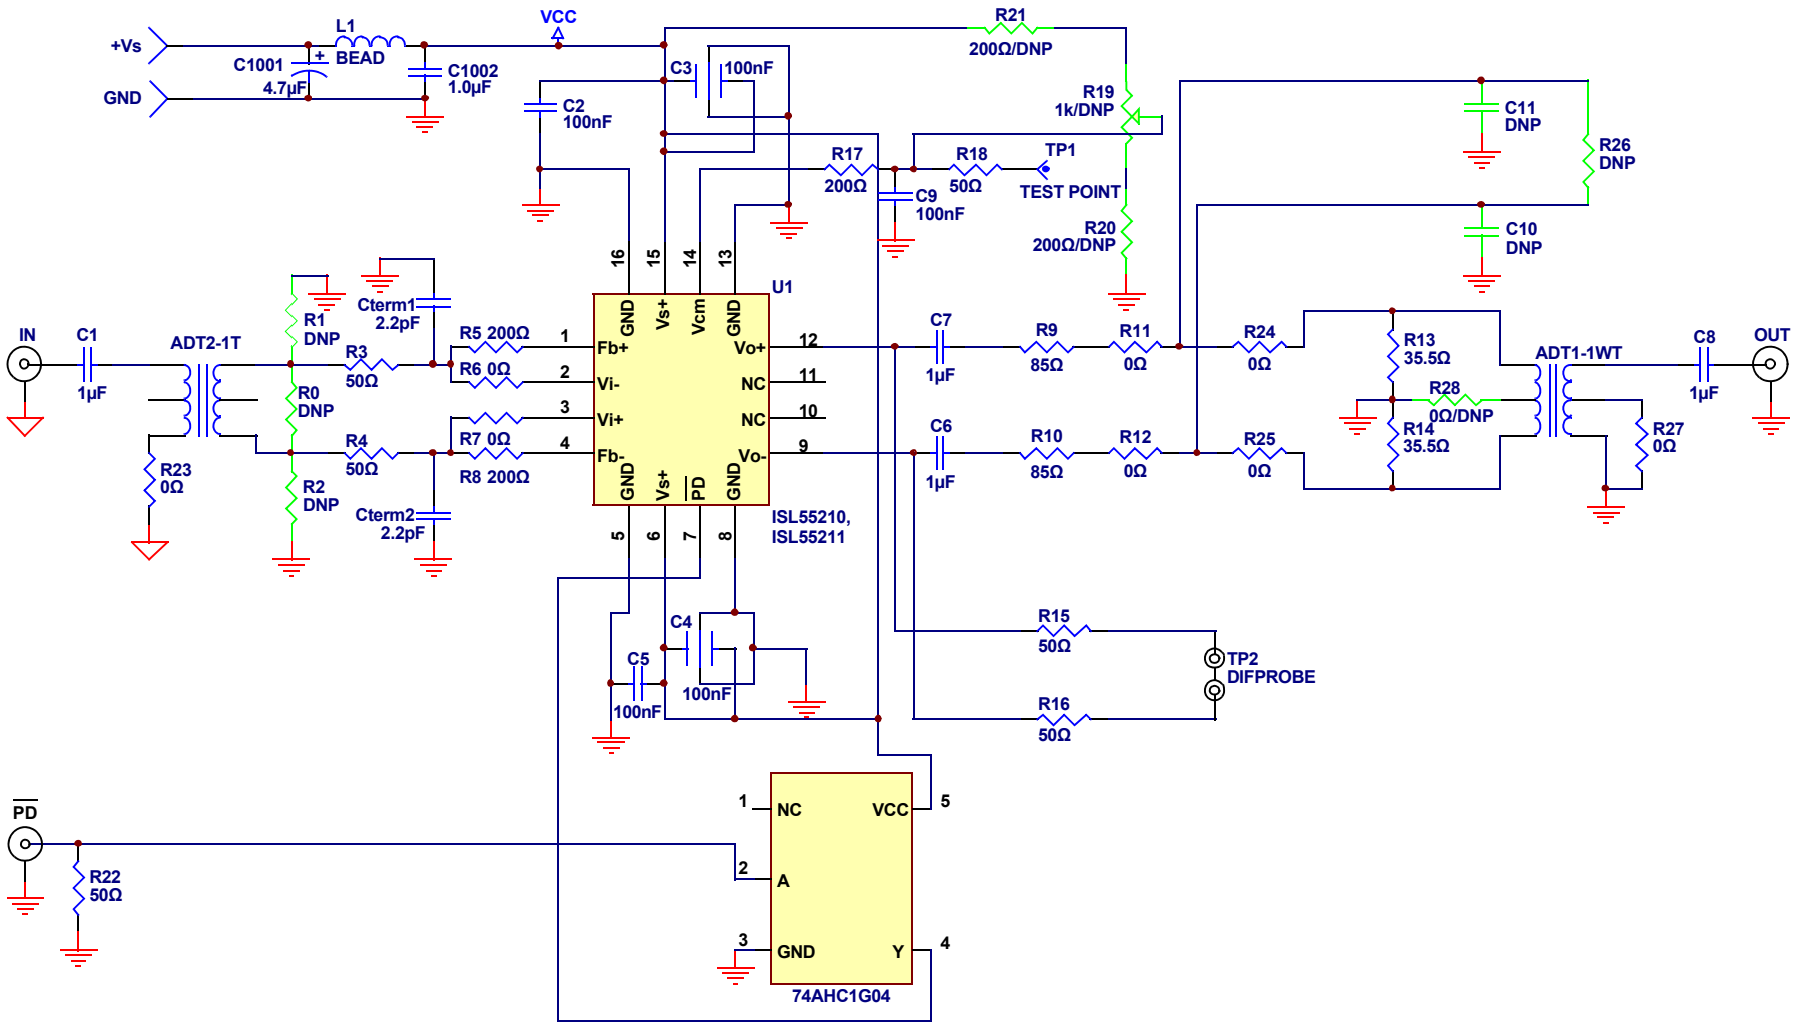 +Vs
GND
L1
BEAD
C1001
4.7µF
+
C1002
1.0µF
VCC
C2
100nF
C3
100nF
R21
200Ω/DNP
R19
1k/DNP
R20
200Ω/DNP
R17
200Ω
R18
50Ω
C9
100nF
TP1
TEST POINT
C11
DNP
R26
DNP
C10
DNP
IN
C1
1µF
ADT2-1T
R23
0Ω
R1
DNP
R0
DNP
R2
DNP
R3
50Ω
R4
50Ω
Cterm1
2.2pF
Cterm2
2.2pF
R5 200Ω
R6 0Ω
R7 0Ω
R8 200Ω
16
15
14
13
U1
GND
Vs+
Vcm
GND
1
Fb+
2
Vi-
3
Vi+
4
Fb-
Vo+
12
NC
11
NC
10
Vo-
9
GND
Vs+
PD
GND
5
6
7
8
ISL55210,
ISL55211
C7
1µF
C6
1µF
R9
85Ω
R11
0Ω
R10
85Ω
R12
0Ω
R24
0Ω
R25
0Ω
R13
35.5Ω
R28
0Ω/DNP
R14
35.5Ω
ADT1-1WT
R27
0Ω
C8
1µF
OUT
C4
100nF
C5
100nF
R15
50Ω
R16
50Ω
TP2
DIFPROBE
PD
R22
50Ω
1
NC
VCC
5
2
A
3
GND
Y
4
74AHC1G04